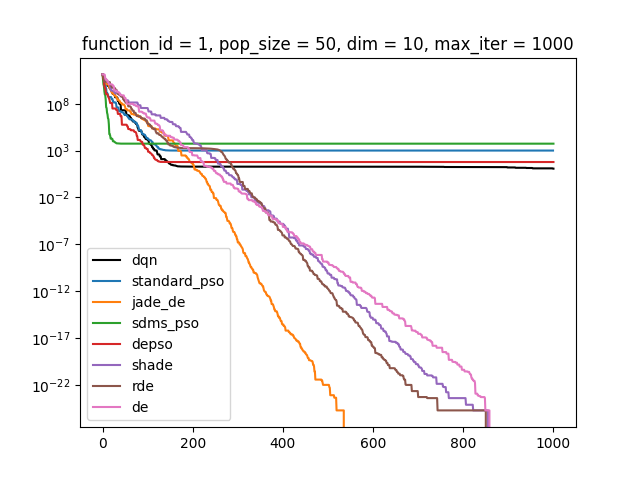 function_id = 1, pop_size = 50, dim = 10, max_iter = 1000
10^8
10^3
10^−2
10^−7
10^−12
10^−17
10^−22
dqn
standard_pso
jade_de
sdms_pso
depso
shade
rde
de
0 200 400 600 800 1000